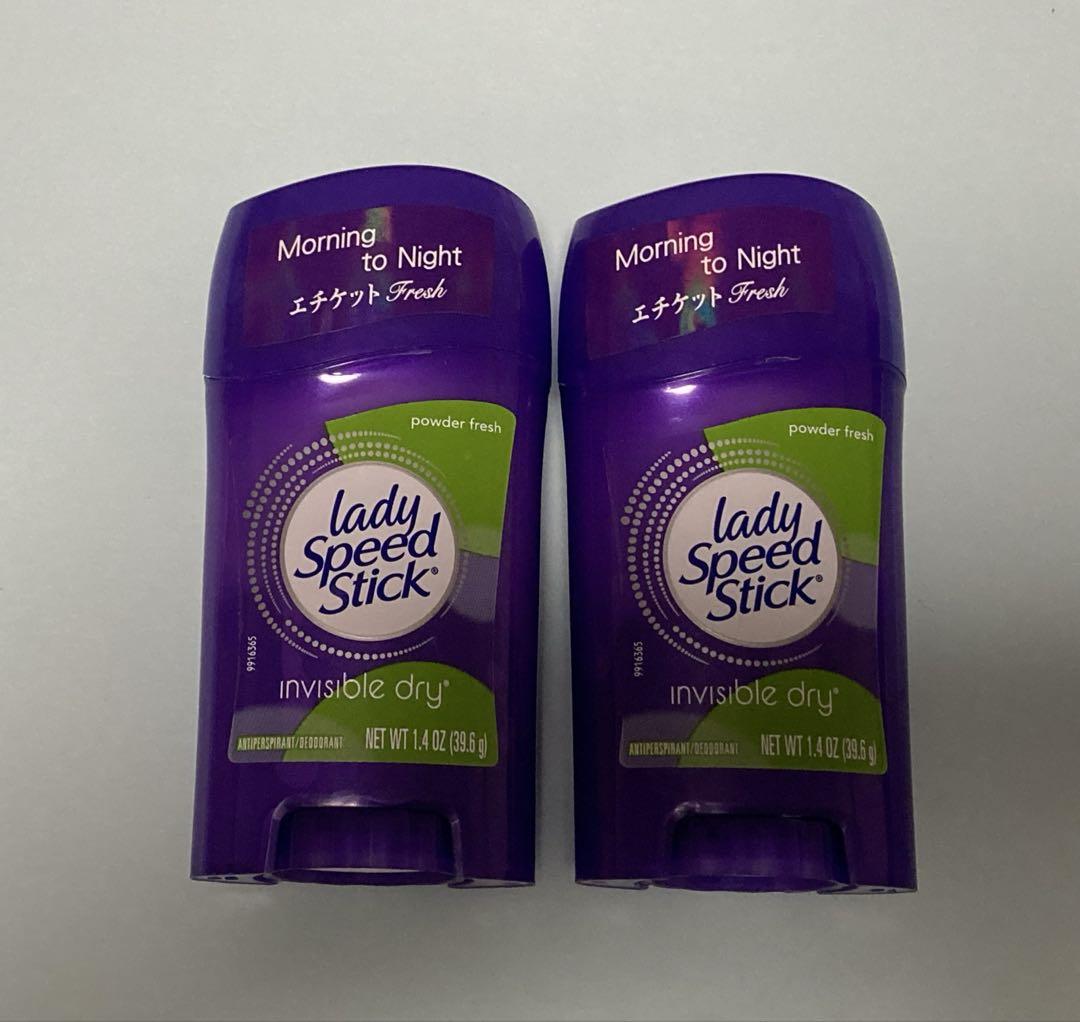 Morning
to Night
エチケット Fresh
powder fresh
lady
Speed
Stick®
9916365
invisible dry®
ANTIPERSPIRANT/DEODORANT NET WT 1.4 OZ (39.6 g)
Morning
to Night
エチケット Fresh
powder fresh
lady
Speed
Stick®
9916365
invisible dry®
ANTIPERSPIRANT/DEODORANT NET WT 1.4 OZ (39.6 g)